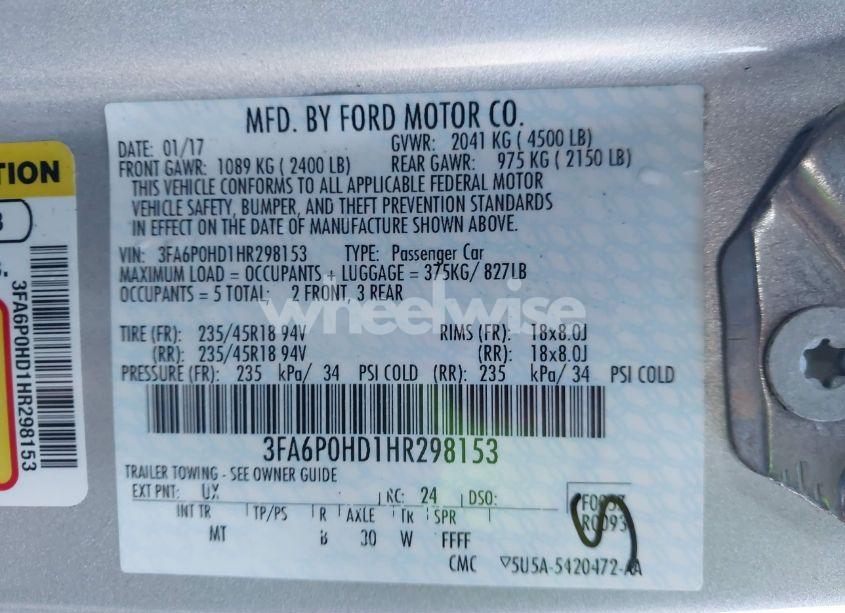 MFD. BY FORD MOTOR CO.
DATE: 01/17 GVWR: 2041 KG ( 4500 LB)
FRONT GAWR: 1089 KG ( 2400 LB) REAR GAWR: 975 KG ( 2150 LB)
THIS VEHICLE CONFORMS TO ALL APPLICABLE FEDERAL MOTOR
VEHICLE SAFETY, BUMPER, AND THEFT PREVENTION STANDARDS
IN EFFECT ON THE DATE OF MANUFACTURE SHOWN ABOVE.
VIN: 3FA6P0HD1HR298153 TYPE: Passenger Car
MAXIMUM LOAD = OCCUPANTS + LUGGAGE = 375KG/ 827LB
OCCUPANTS = 5 TOTAL: 2 FRONT, 3 REAR
wheelwise
TIRE (FR): 235/45R18 94V RIMS (FR): 18x8.0J
(RR): 235/45R18 94V (RR): 18x8.0J
PRESSURE (FR): 235 kPa/ 34 PSI COLD (RR): 235 kPa/ 34 PSI COLD
3FA6P0HD1HR298153
TRAILER TOWING - SEE OWNER GUIDE
EXT PNT: UX RC: 24 DSO:
INT TR TP/PS R AXLE TR SPR
MT B 30 W FFFF
R0093
CMC ▽5U5A-5420472-AA
TION
3
3FA6P0HD1HR298153